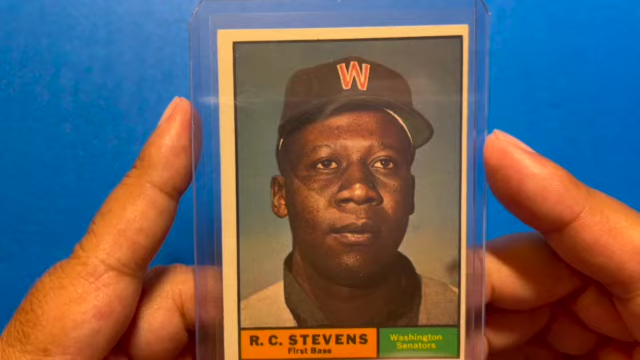 W
R. C. STEVENS
First Base
Washington
Senators